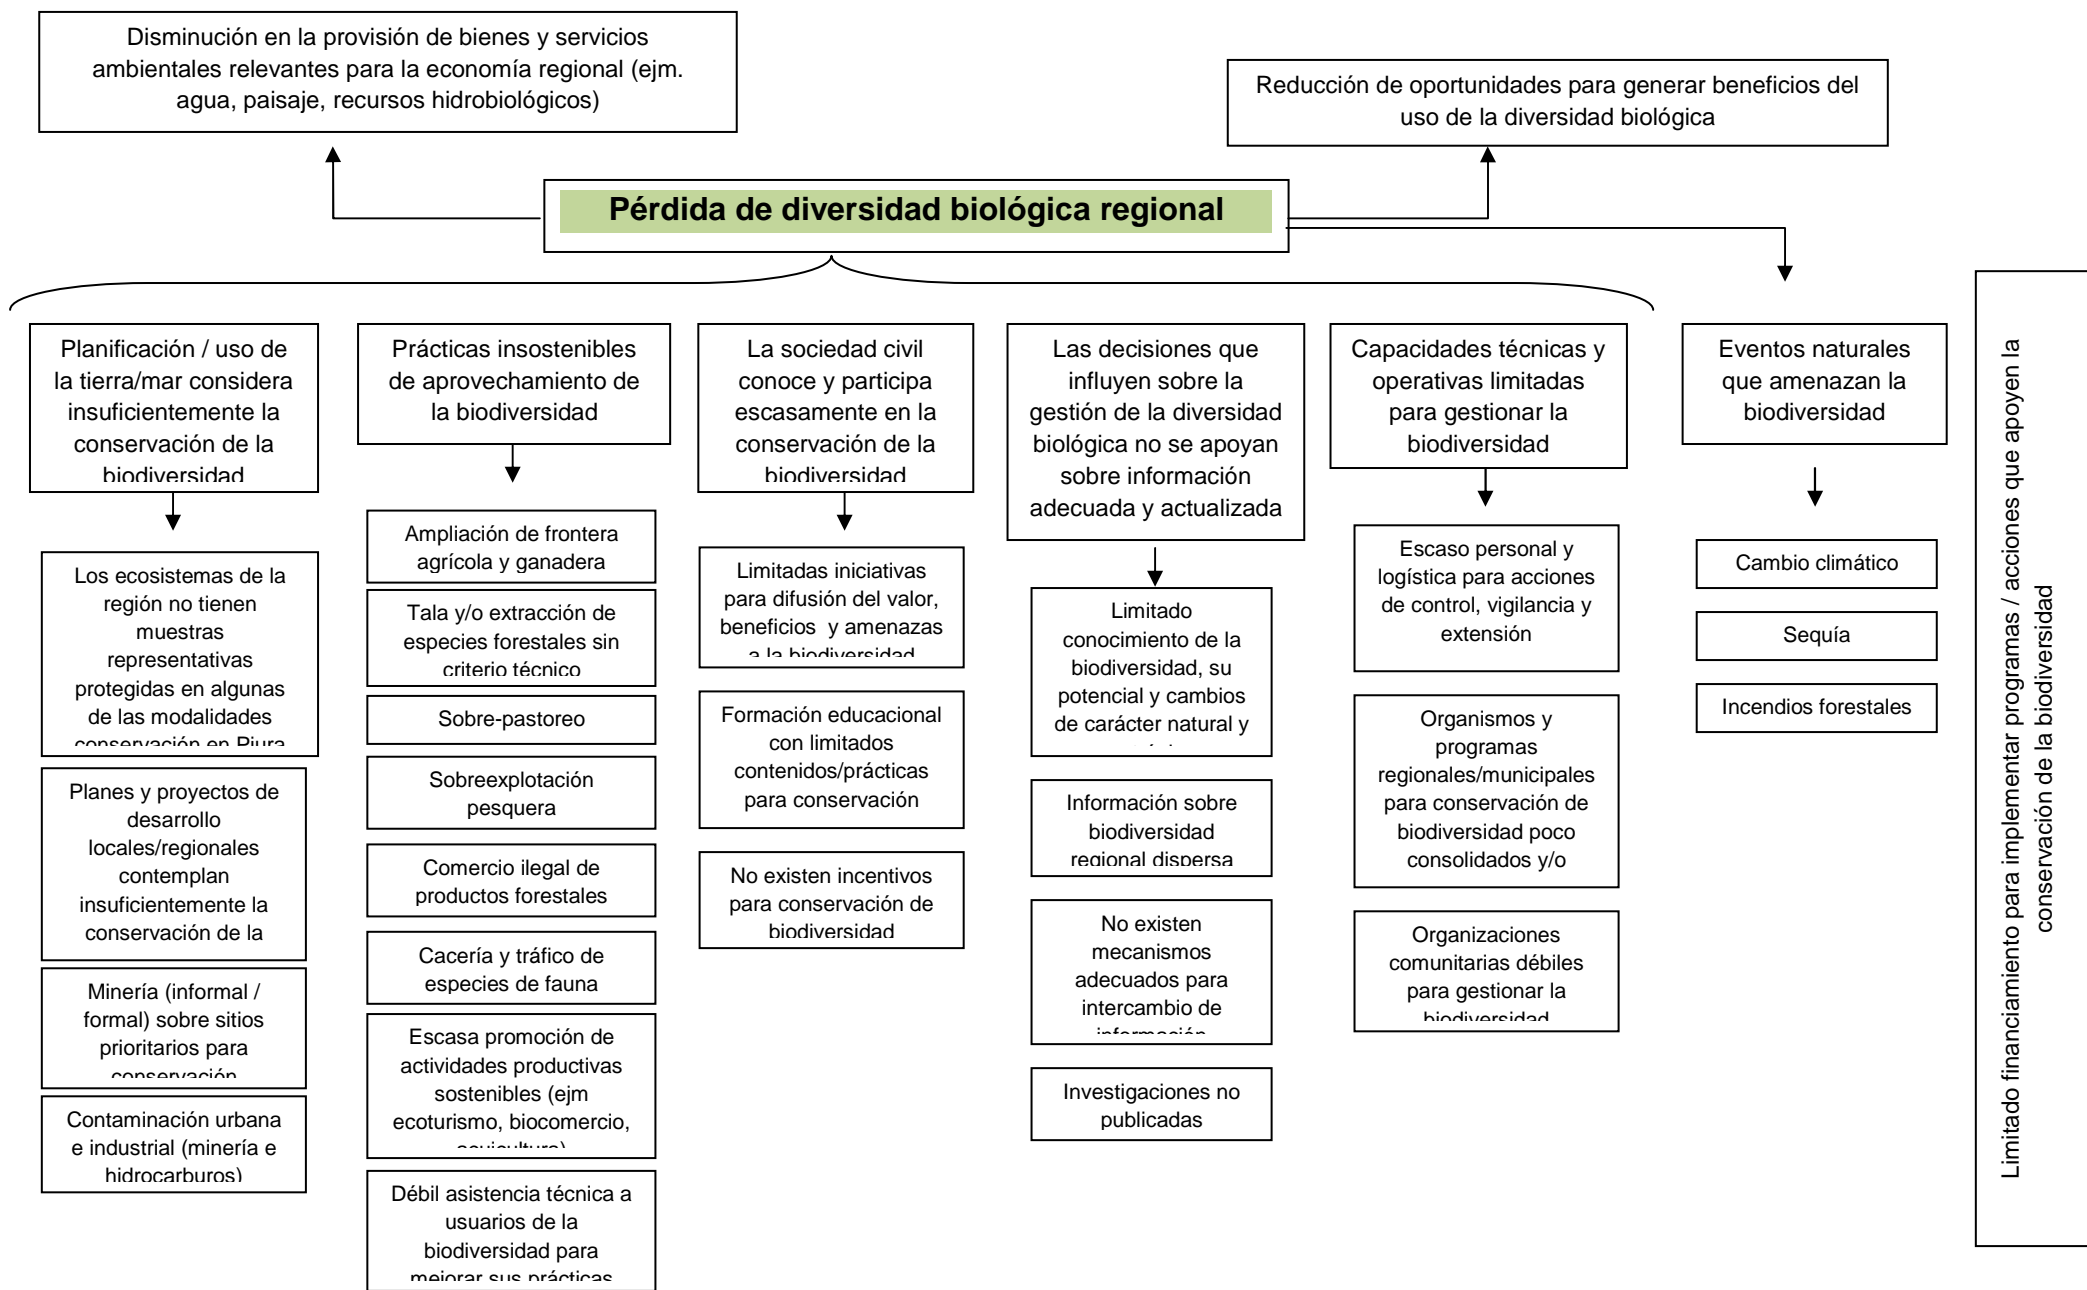 Disminución en la provisión de bienes y servicios
ambientales relevantes para la economía regional (ejm.
agua, paisaje, recursos hidrobiológicos)
Reducción de oportunidades para generar beneficios del
uso de la diversidad biológica
Pérdida de diversidad biológica regional
Planificación / uso de
la tierra/mar considera
insuficientemente la
conservación de la
biodiversidad
Los ecosistemas de la
región no tienen
muestras
representativas
protegidas en algunas
de las modalidades
conservación en Piura
Planes y proyectos de
desarrollo
locales/regionales
contemplan
insuficientemente la
conservación de la
Minería (informal /
formal) sobre sitios
prioritarios para
conservación
Contaminación urbana
e industrial (minería e
hidrocarburos)
Prácticas insostenibles
de aprovechamiento de
la biodiversidad
Ampliación de frontera
agrícola y ganadera
Tala y/o extracción de
especies forestales sin
criterio técnico
Sobre-pastoreo
Sobreexplotación
pesquera
Comercio ilegal de
productos forestales
Cacería y tráfico de
especies de fauna
Escasa promoción de
actividades productivas
sostenibles (ejm
ecoturismo, biocomercio,
acuicultura)
Débil asistencia técnica a
usuarios de la
biodiversidad para
mejorar sus prácticas
La sociedad civil
conoce y participa
escasamente en la
conservación de la
biodiversidad
Limitadas iniciativas
para difusión del valor,
beneficios y amenazas
a la biodiversidad
Formación educacional
con limitados
contenidos/prácticas
para conservación
No existen incentivos
para conservación de
biodiversidad
Las decisiones que
influyen sobre la
gestión de la diversidad
biológica no se apoyan
sobre información
adecuada y actualizada
Limitado
conocimiento de la
biodiversidad, su
potencial y cambios
de carácter natural y
Información sobre
biodiversidad
regional dispersa
No existen
mecanismos
adecuados para
intercambio de
información
Investigaciones no
publicadas
Capacidades técnicas y
operativas limitadas
para gestionar la
biodiversidad
Escaso personal y
logística para acciones
de control, vigilancia y
extensión
Organismos y
programas
regionales/municipales
para conservación de
biodiversidad poco
consolidados y/o
Organizaciones
comunitarias débiles
para gestionar la
biodiversidad
Eventos naturales
que amenazan la
biodiversidad
Cambio climático
Sequía
Incendios forestales
Limitado financiamiento para implementar programas / acciones que apoyen la
conservación de la biodiversidad